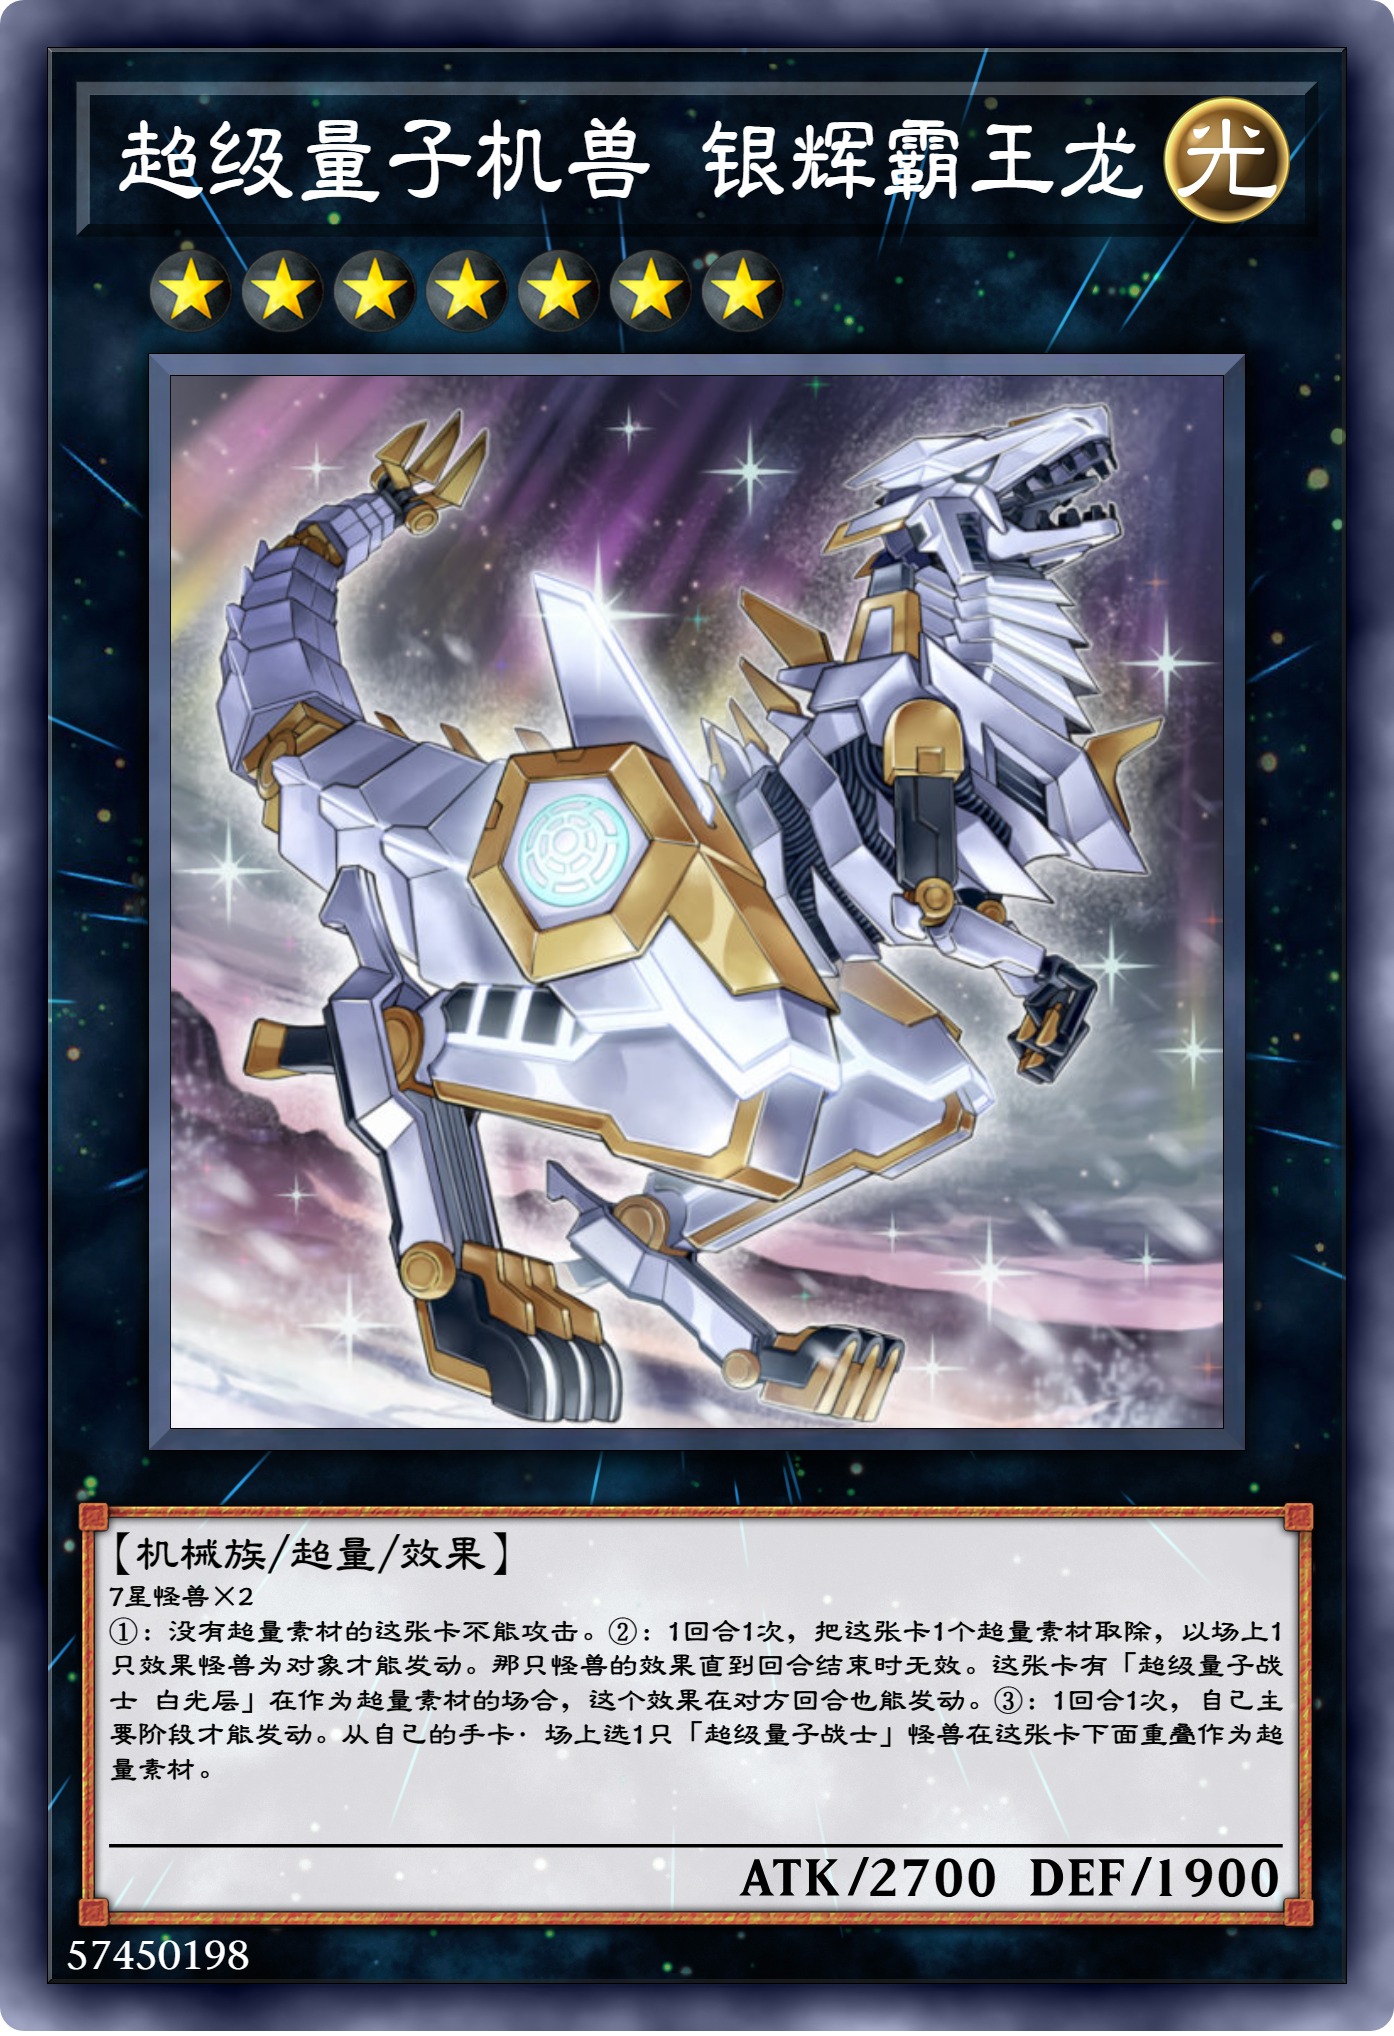 超级量子机兽 银辉霸王龙 光
【机械族/超量/效果】
7星怪兽×2
①：没有超量素材的这张卡不能攻击。②：1回合1次，把这张卡1个超量素材取除，以场上1
只效果怪兽为对象才能发动。那只怪兽的效果直到回合结束时无效。这张卡有「超级量子战
士 白光层」在作为超量素材的场合，这个效果在对方回合也能发动。③：1回合1次，自己主
要阶段才能发动。从自己的手卡·场上选1只「超级量子战士」怪兽在这张卡下面重叠作为超
量素材。
ATK/2700 DEF/1900
57450198